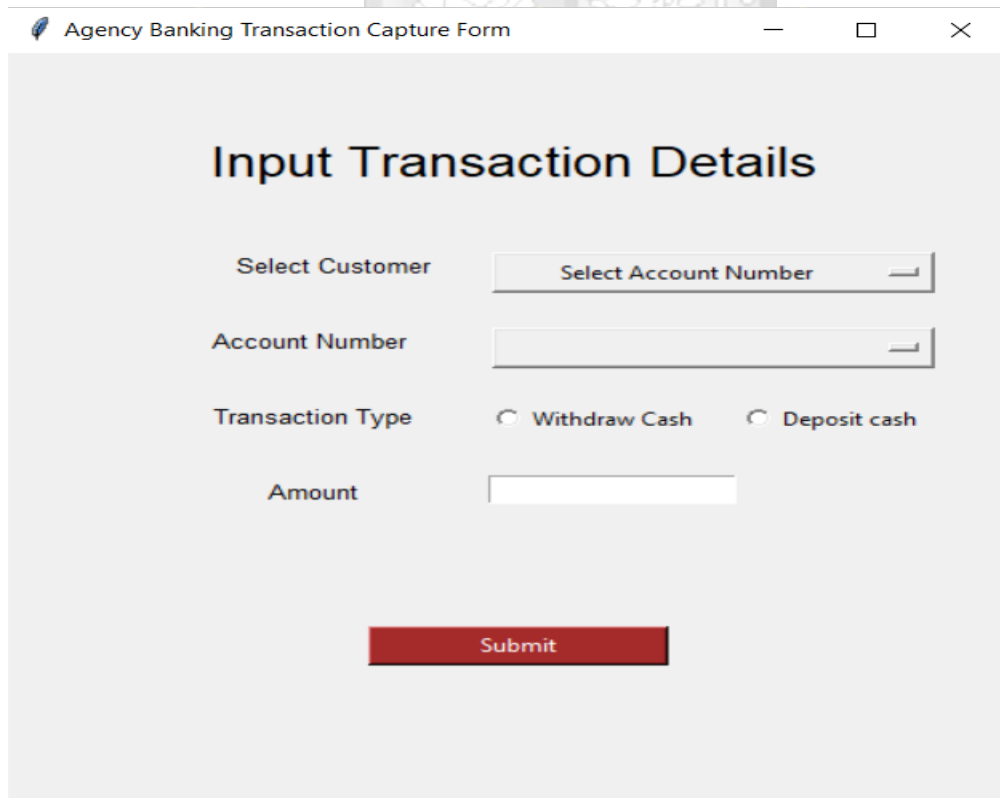 Agency Banking Transaction Capture Form
Input Transaction Details
Select Customer Select Account Number
Account Number
Transaction Type Withdraw Cash Deposit cash
Amount
Submit